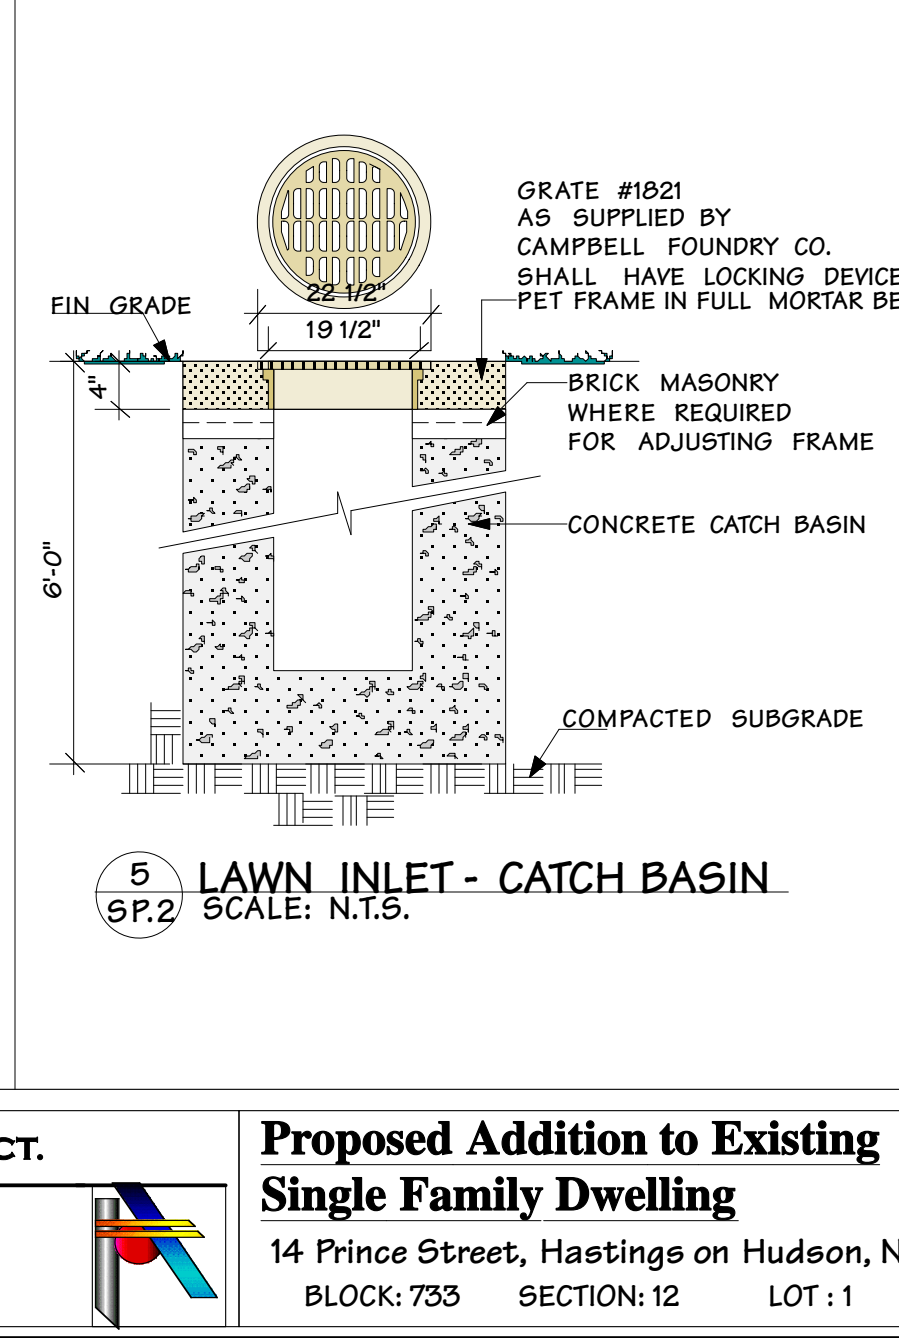 GRATE #1821
AS SUPPLIED BY
CAMPBELL FOUNDRY CO.
SHALL HAVE LOCKING DEVICE
PET FRAME IN FULL MORTAR BE
22 1/2"
FIN GRADE
19 1/2"
4"
BRICK MASONRY
WHERE REQUIRED
FOR ADJUSTING FRAME
CONCRETE CATCH BASIN
6'-0"
COMPACTED SUBGRADE
5
LAWN INLET - CATCH BASIN
SP.2
SCALE: N.T.S.
CT.
Proposed Addition to Existing
Single Family Dwelling
14 Prince Street, Hastings on Hudson, N
BLOCK: 733 SECTION: 12 LOT : 1